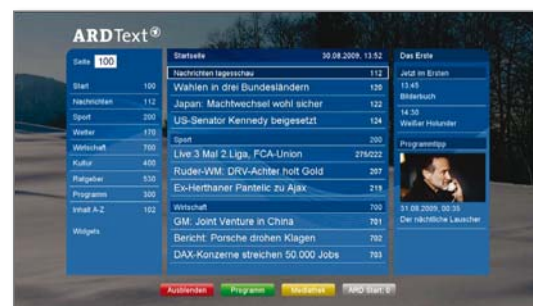 ARDText
Seite 100
Start 100
Nachrichten 112
Sport 200
Wetter 170
Wirtschaft 700
Kultur 400
Ratgeber 530
Programm 300
Inhalt A-Z 102
Widgets
Startseite 30.08.2009, 13:52
Nachrichten tagesschau 112
Wahlen in drei Bundesländern 120
Japan: Machtwechsel wohl sicher 122
US-Senator Kennedy beigesetzt 124
Sport 200
Live:3 Mal 2.Liga, FCA-Union 275/222
Ruder-WM: DRV-Achter holt Gold 207
Ex-Herthaner Pantelic zu Ajax 219
Wirtschaft 700
GM: Joint Venture in China 701
Bericht: Porsche drohen Klagen 702
DAX-Konzerne streichen 50.000 Jobs 703
Das Erste
Jetzt im Ersten
13:45
Bilderbuch
14:30
Weißer Holunder
Programmtipp
31.08.2009, 00:35
Der nächtliche Lauscher
Ausblenden
Programm
Mediathek
ARD Start: 0